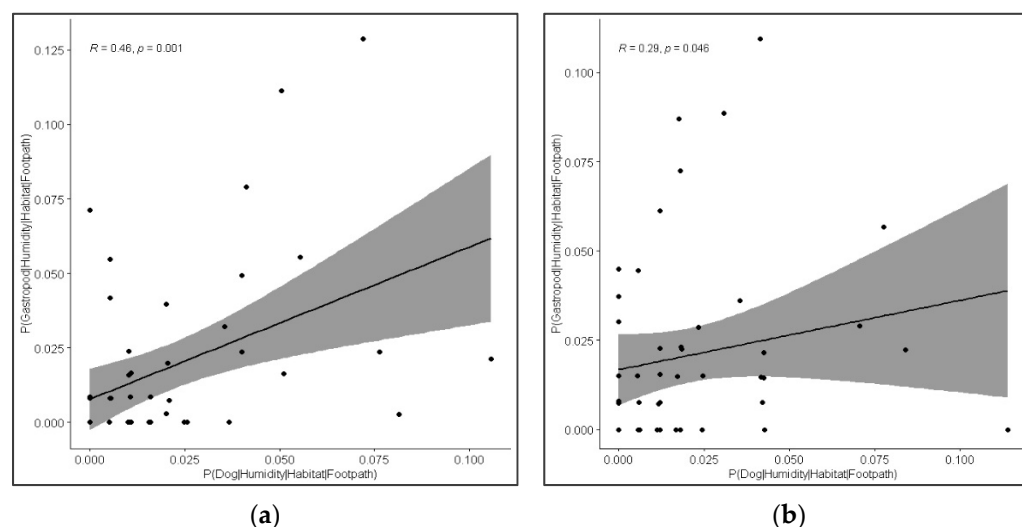 R = 0.46, p = 0.001
P(Gastropod|Humidity|Habitat|Footpath)
0.125
0.100
0.075
0.050
0.025
0.000
0.000 0.025 0.050 0.075 0.100
P(Dog|Humidity|Habitat|Footpath)
(a)
R = 0.29, p = 0.046
P(Gastropod|Humidity|Habitat|Footpath)
0.100
0.075
0.050
0.025
0.000
0.000 0.025 0.050 0.075 0.100
P(Dog|Humidity|Habitat|Footpath)
(b)